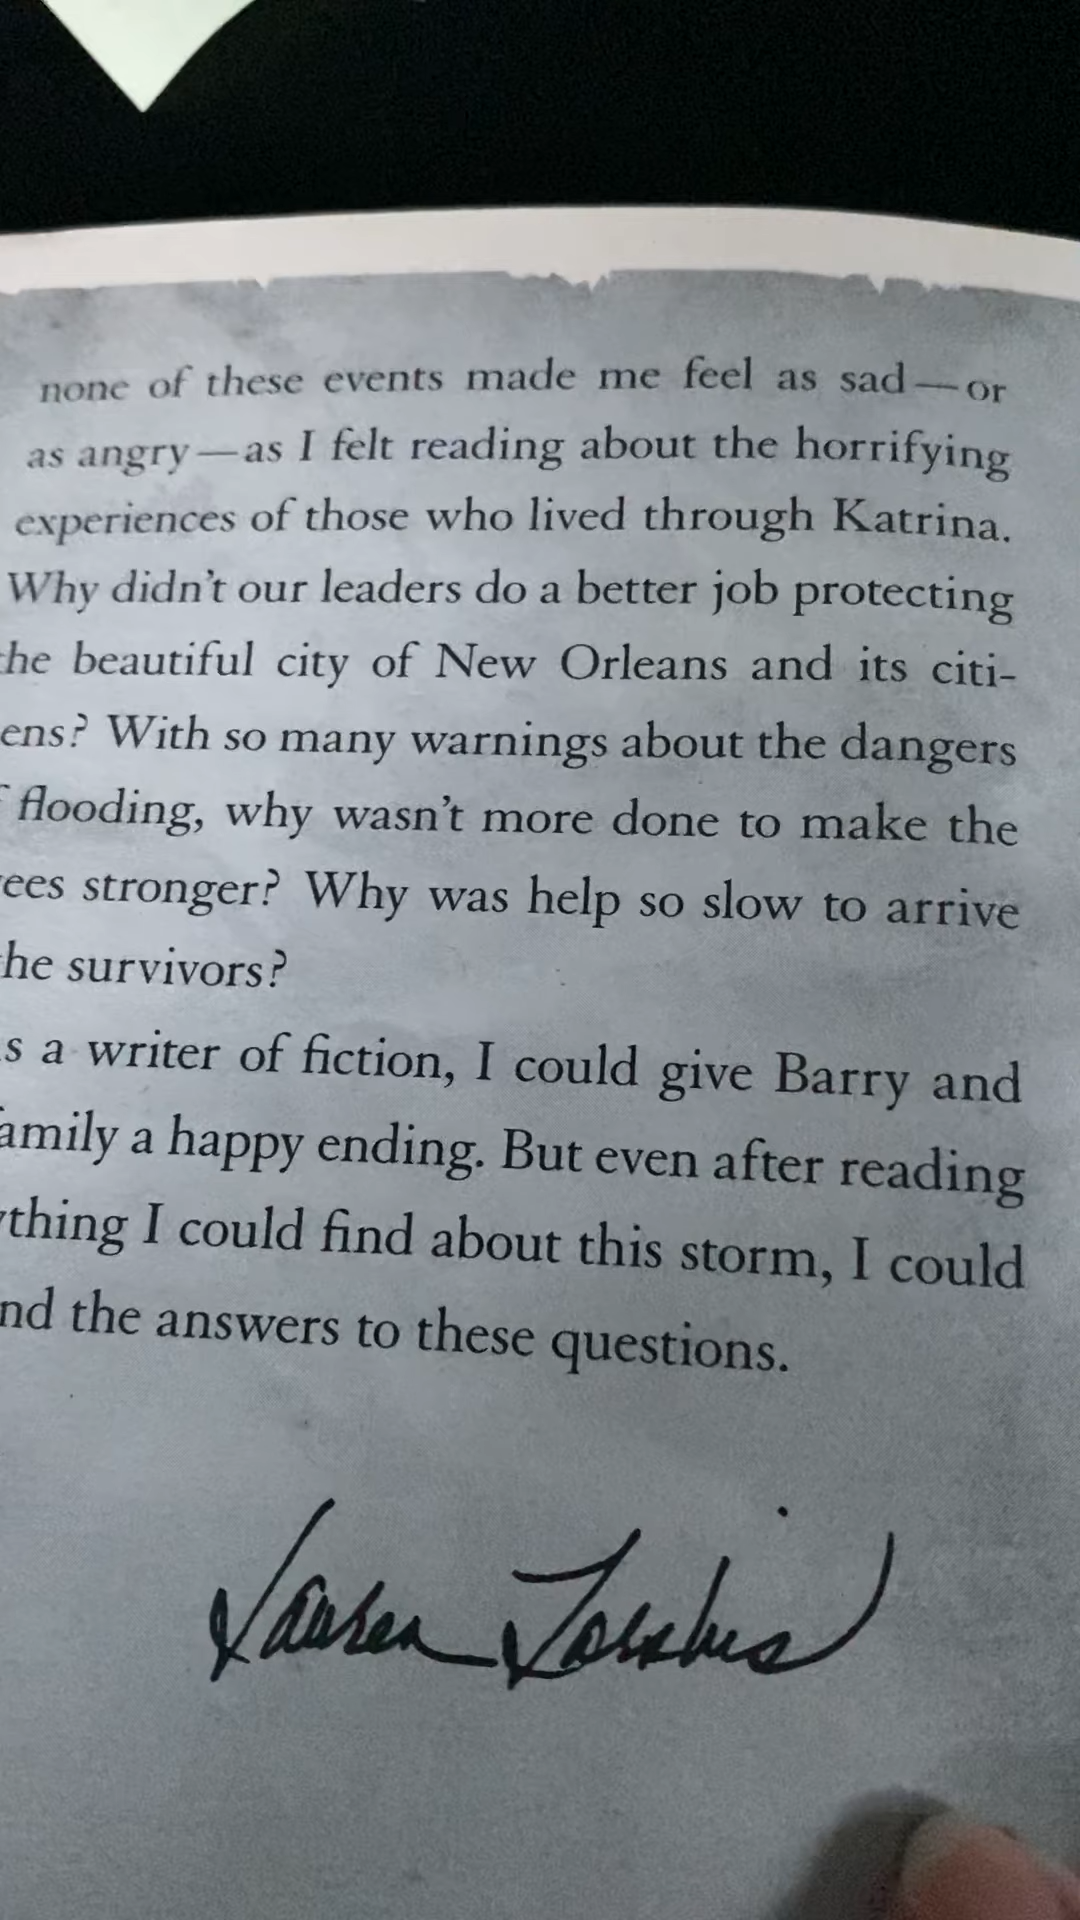 none of these events made me feel as sad—or
as angry—as I felt reading about the horrifying
experiences of those who lived through Katrina.
Why didn't our leaders do a better job protecting
he beautiful city of New Orleans and its citi-
ens? With so many warnings about the dangers
flooding, why wasn't more done to make the
ees stronger? Why was help so slow to arrive
he survivors?
s a writer of fiction, I could give Barry and
amily a happy ending. But even after reading
thing I could find about this storm, I could
nd the answers to these questions.
Lauren Tarshis